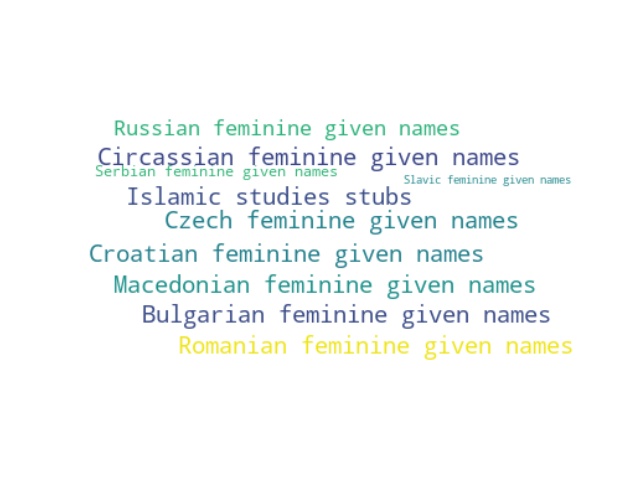 Russian feminine given names
Circassian feminine given names
Serbian feminine given names
Slavic feminine given names
Islamic studies stubs
Czech feminine given names
Croatian feminine given names
Macedonian feminine given names
Bulgarian feminine given names
Romanian feminine given names